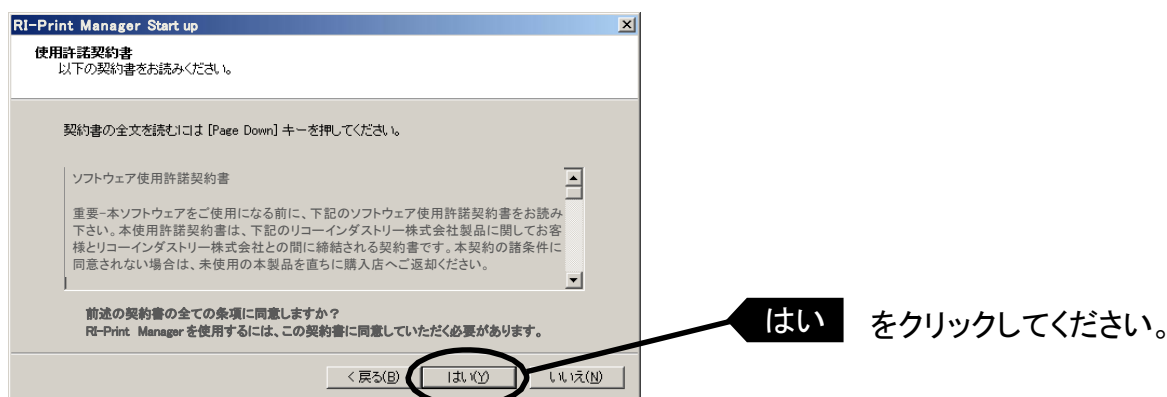 RI-Print Manager Start up
使用許諾契約書
以下の契約書をお読みください。
契約書の全文を読むには [Page Down] キーを押してください。
ソフトウェア使用許諾契約書
重要-本ソフトウェアをご使用になる前に、下記のソフトウェア使用許諾契約書をお読み
下さい。本使用許諾契約書は、下記のリコーインダストリー株式会社製品に関してお客
様とリコーインダストリー株式会社との間に締結される契約書です。本契約の諸条件に
同意されない場合は、未使用の本製品を直ちに購入店へご返却ください。
前述の契約書の全ての条項に同意しますか？
RI-Print Managerを使用するには、この契約書に同意していただく必要があります。
< 戻る(B) はい(Y) いいえ(N)
はい をクリックしてください。